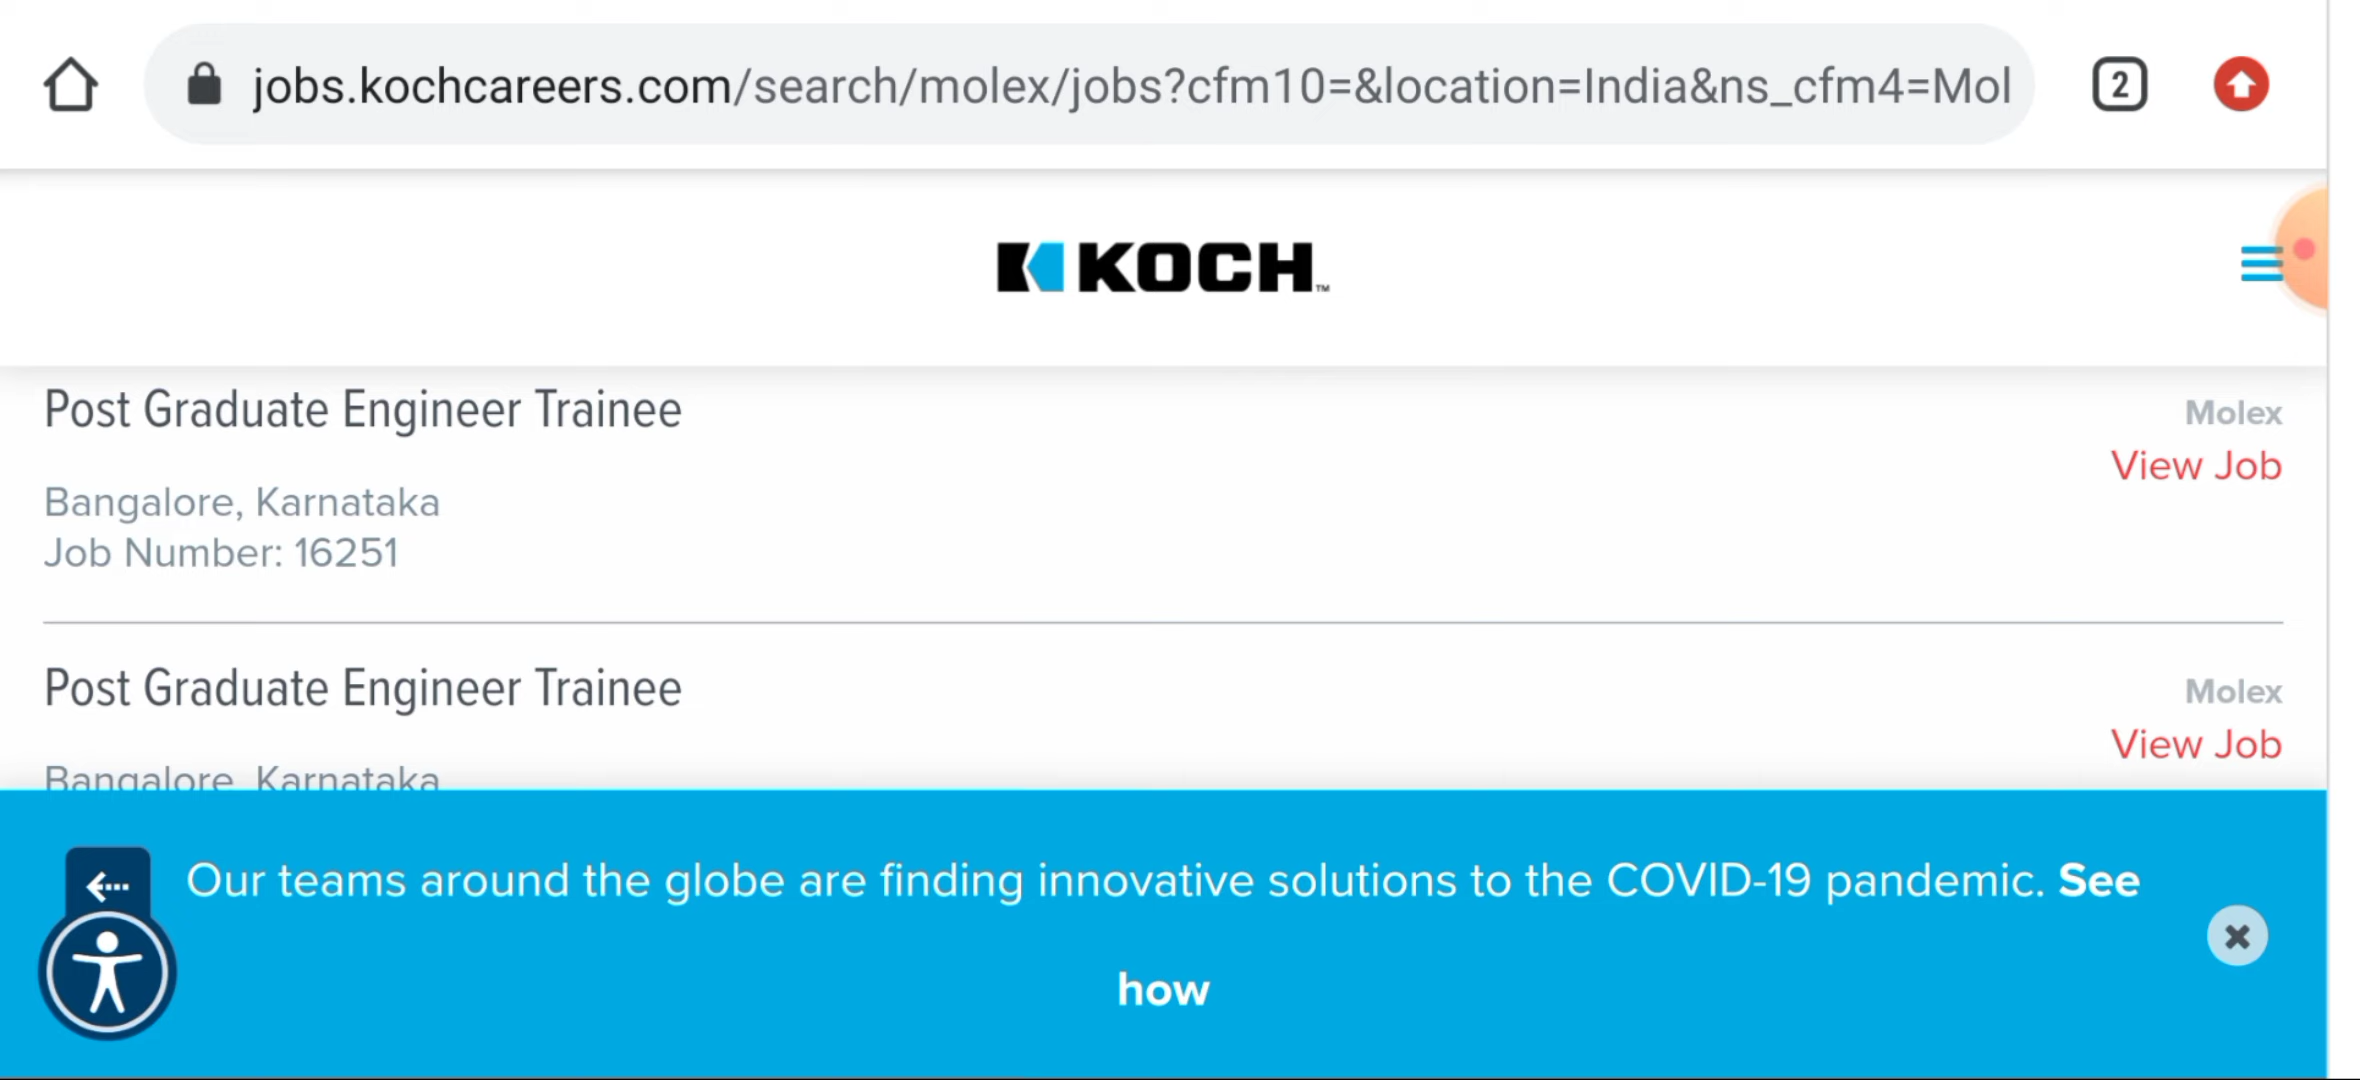 jobs.kochcareers.com/search/molex/jobs?cfm10=&location=India&ns_cfm4=Mol
2
KOCH™
Post Graduate Engineer Trainee
Molex
View Job
Bangalore, Karnataka
Job Number: 16251
Post Graduate Engineer Trainee
Molex
View Job
Bangalore, Karnataka
Our teams around the globe are finding innovative solutions to the COVID-19 pandemic. See
how